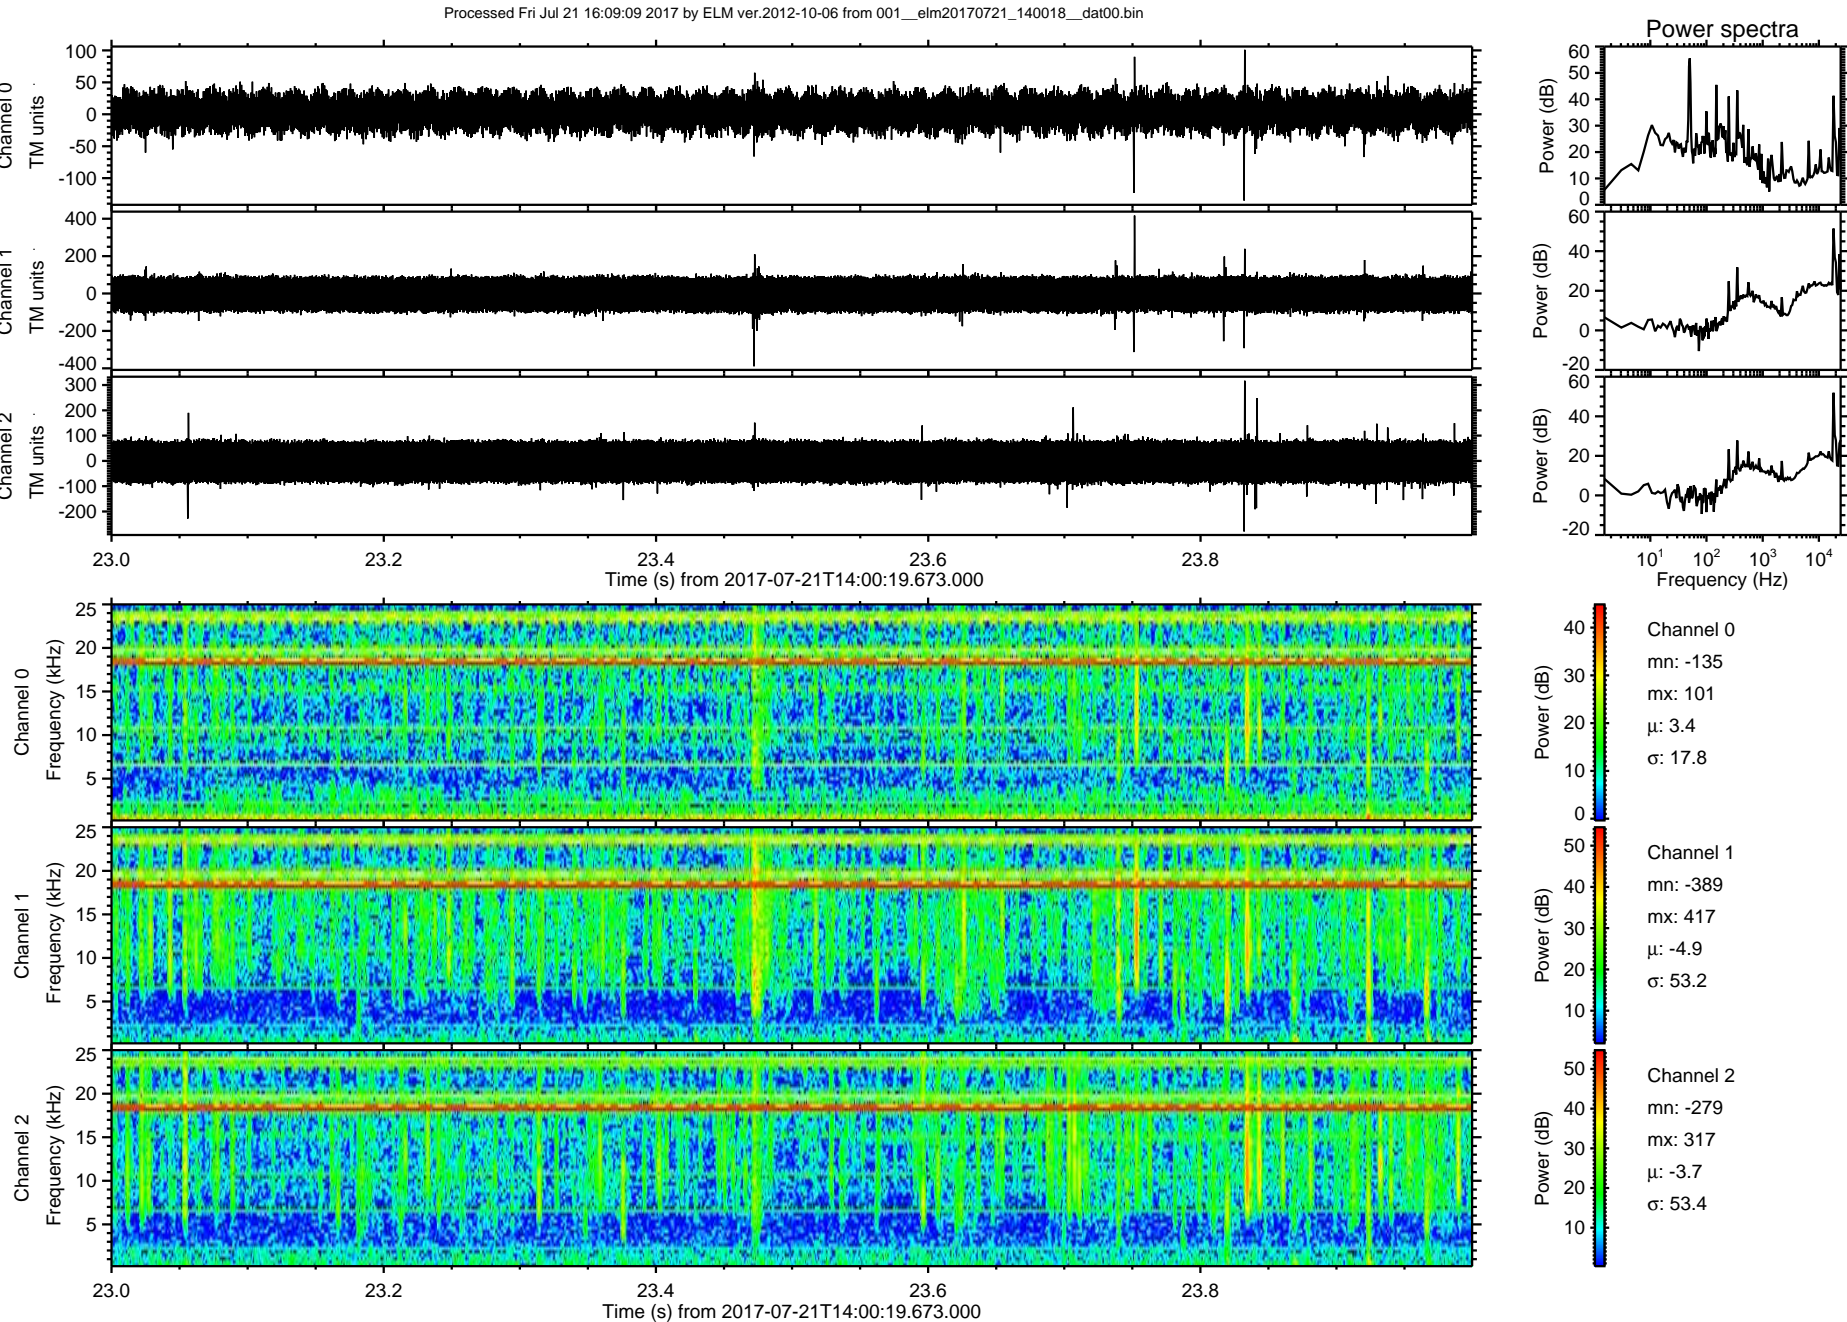 Processed Fri Jul 21 16:09:09 2017 by ELM ver.2012-10-06 from 001__elm20170721_140018__dat00.bin
Power spectra
Channel 0
TM units
100
50
0
-50
-100
Power (dB)
60
50
40
30
20
10
0
Channel 1
TM units
400
200
0
-200
-400
Power (dB)
60
40
20
0
-20
Channel 2
TM units
300
200
100
0
-100
-200
Power (dB)
60
40
20
0
-20
23.0 23.2 23.4 23.6 23.8
Time (s) from 2017-07-21T14:00:19.673.000
10¹ 10² 10³ 10⁴
Frequency (Hz)
Channel 0
Frequency (kHz)
25
20
15
10
5
Power (dB)
40
30
20
10
0
Channel 0
mn: -135
mx: 101
μ: 3.4
σ: 17.8
Channel 1
Frequency (kHz)
25
20
15
10
5
Power (dB)
50
40
30
20
10
Channel 1
mn: -389
mx: 417
μ: -4.9
σ: 53.2
Channel 2
Frequency (kHz)
25
20
15
10
5
Power (dB)
50
40
30
20
10
Channel 2
mn: -279
mx: 317
μ: -3.7
σ: 53.4
23.0 23.2 23.4 23.6 23.8
Time (s) from 2017-07-21T14:00:19.673.000